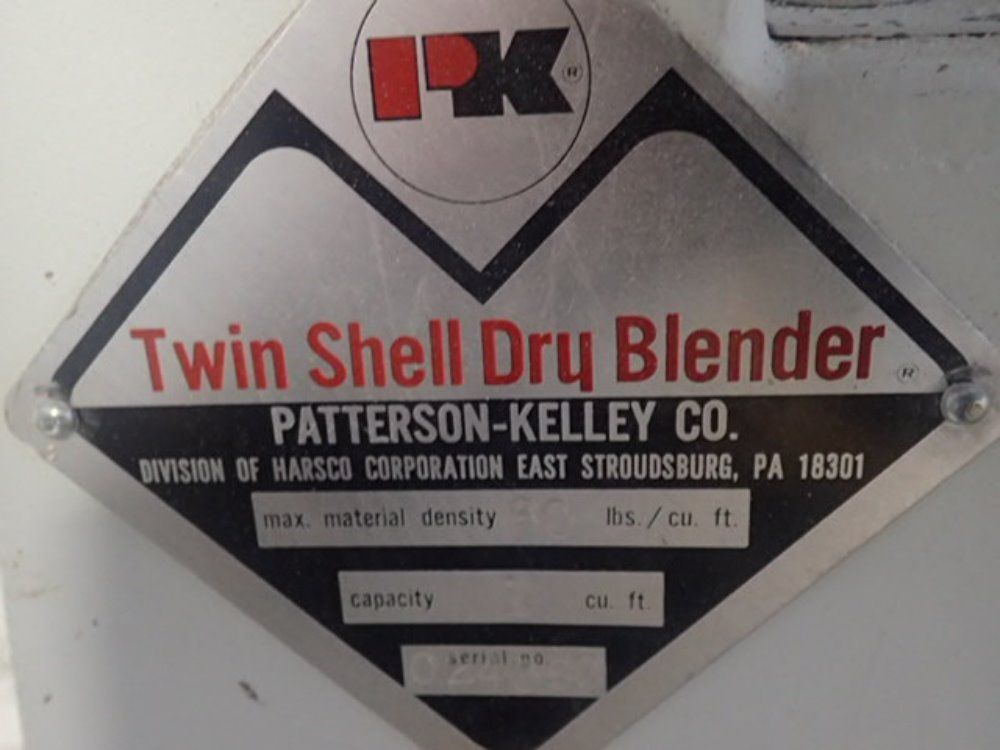 PK ®
Twin Shell Dry Blender ®
PATTERSON-KELLEY CO.
DIVISION OF HARSCO CORPORATION EAST STROUDSBURG, PA 18301
max. material density lbs./cu. ft.
capacity cu. ft.
serial no.